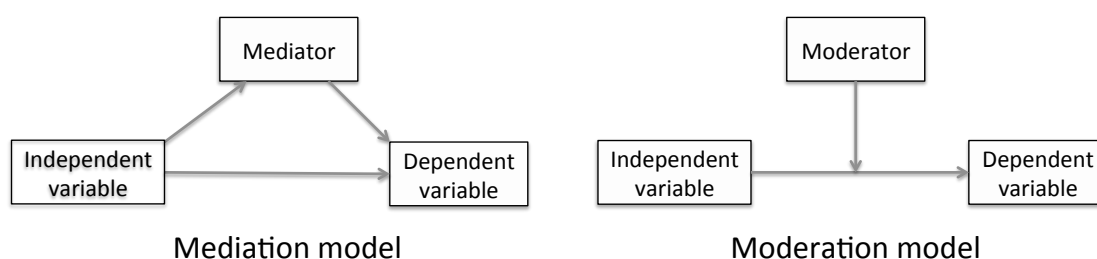 Mediator
Independent
variable
Dependent
variable
Mediation model
Moderator
Independent
variable
Dependent
variable
Moderation model